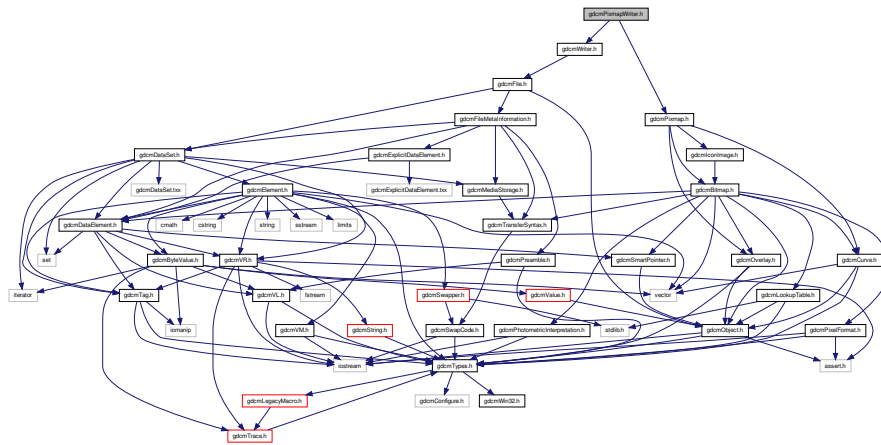 gdcmPixmapWriter.h
gdcmWriter.h
gdcmFile.h
gdcmFileMetaInformation.h
gdcmPixmap.h
gdcmDataSet.h
gdcmExplicitDataElement.h
gdcmIconImage.h
gdcmDataSet.txx
gdcmElement.h
gdcmExplicitDataElement.txx
gdcmMediaStorage.h
gdcmBitmap.h
gdcmDataElement.h
cmath
cstring
string
sstream
limits
gdcmTransferSyntax.h
set
gdcmByteValue.h
gdcmVR.h
gdcmPreamble.h
gdcmSmartPointer.h
gdcmOverlay.h
gdcmCurve.h
iterator
gdcmTag.h
gdcmVL.h
fstream
gdcmSwapper.h
gdcmValue.h
vector
gdcmLookupTable.h
iomanip
gdcmVM.h
gdcmString.h
gdcmSwapCode.h
gdcmPhotometricInterpretation.h
stdlib
gdcmObject.h
gdcmPixelFormat.h
iostream
gdcmTypes.h
assert.h
gdcmLegacyMacro.h
gdcmConfigure.h
gdcmWin32.h
gdcmTrace.h